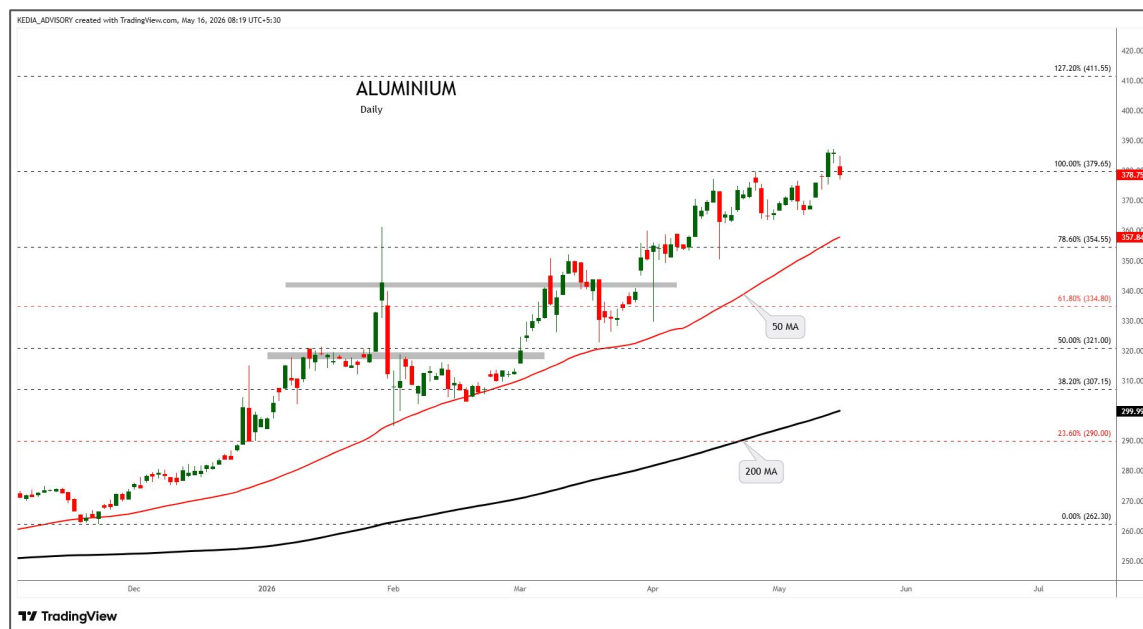 KEDIA_ADVISORY created with TradingView.com, May 16, 2026 08:19 UTC+5:30
ALUMINIUM
Daily
127.20% (411.55)
100.00% (379.65)
78.60% (354.55)
61.80% (334.80)
50.00% (321.00)
38.20% (307.15)
23.60% (290.00)
0.00% (262.30)
50 MA
200 MA
420.00
410.00
400.00
390.00
378.75
370.00
360.00
357.84
350.00
340.00
330.00
320.00
310.00
299.99
290.00
280.00
270.00
260.00
250.00
Dec
2026
Feb
Mar
Apr
May
Jun
Jul
TradingView